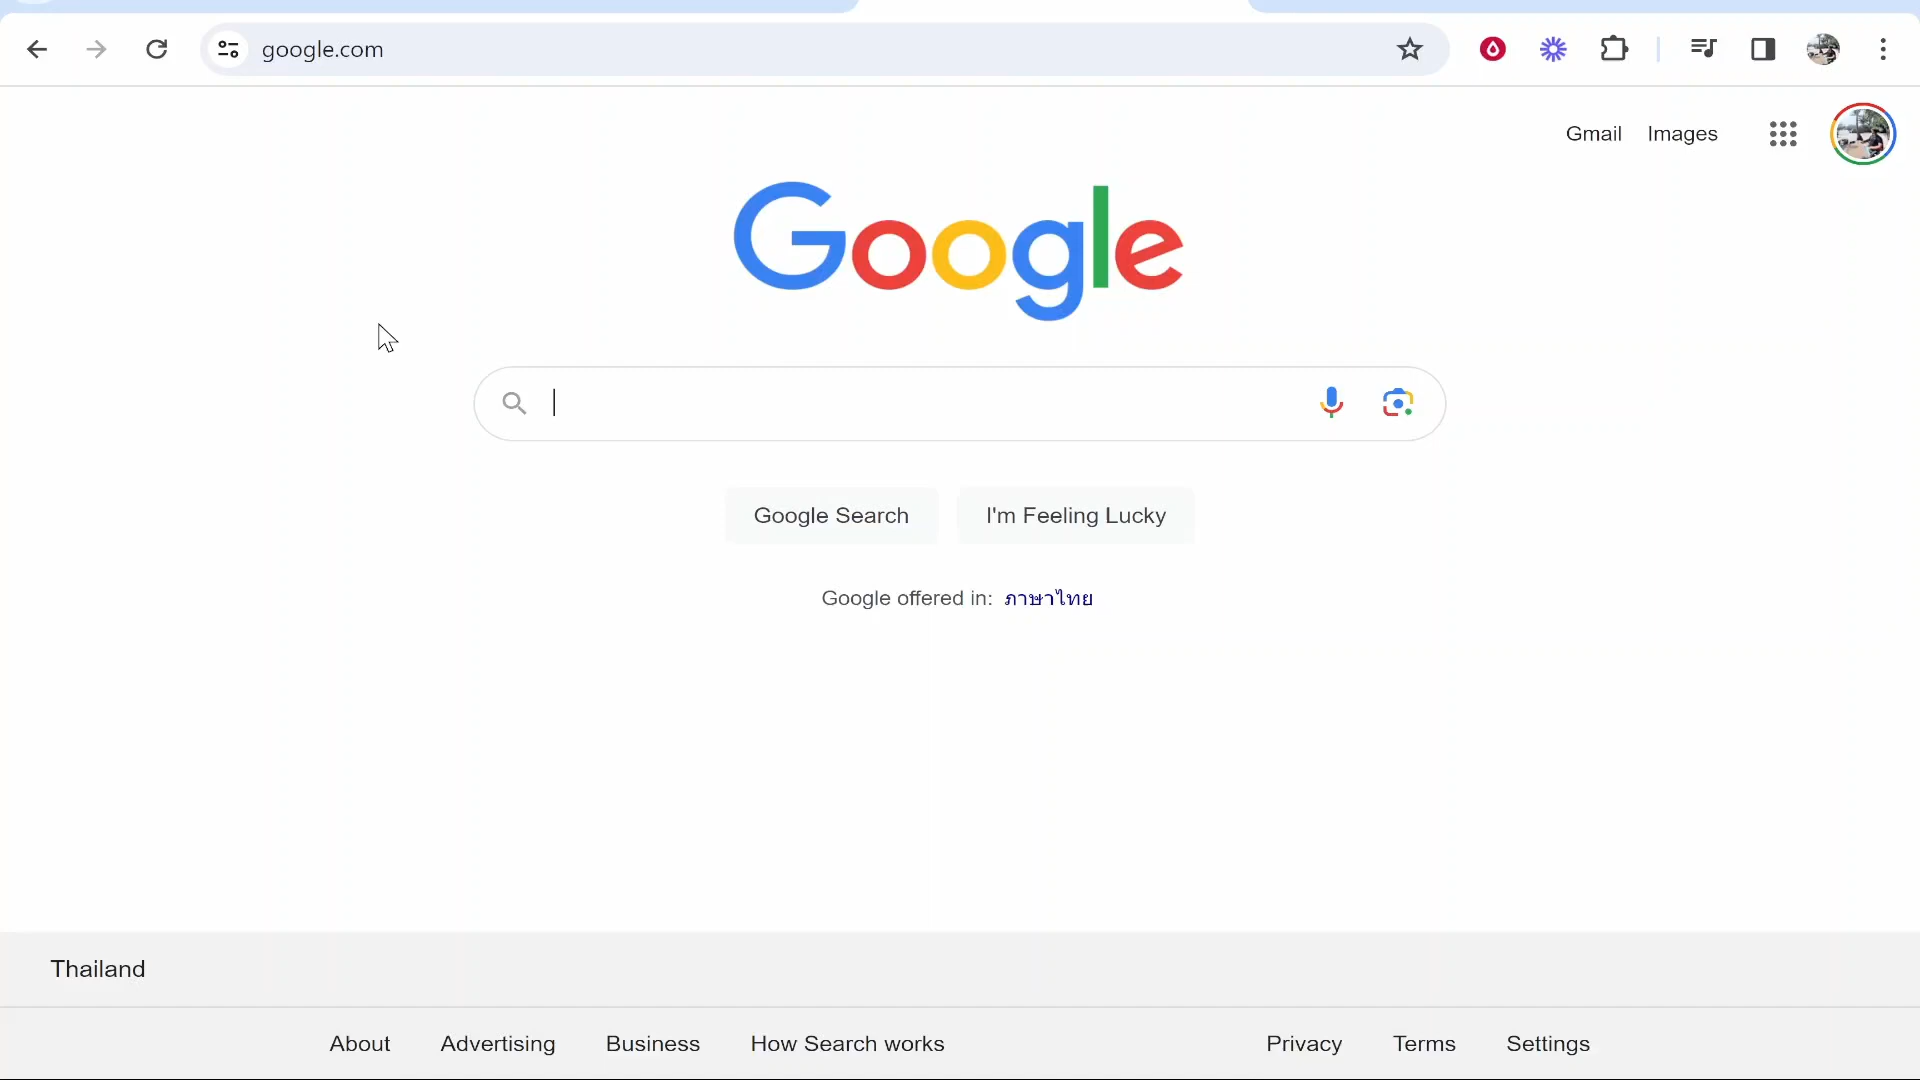 google.com
Gmail Images
Google
Google Search I'm Feeling Lucky
Google offered in: ภาษาไทย
Thailand
About Advertising Business How Search works Privacy Terms Settings